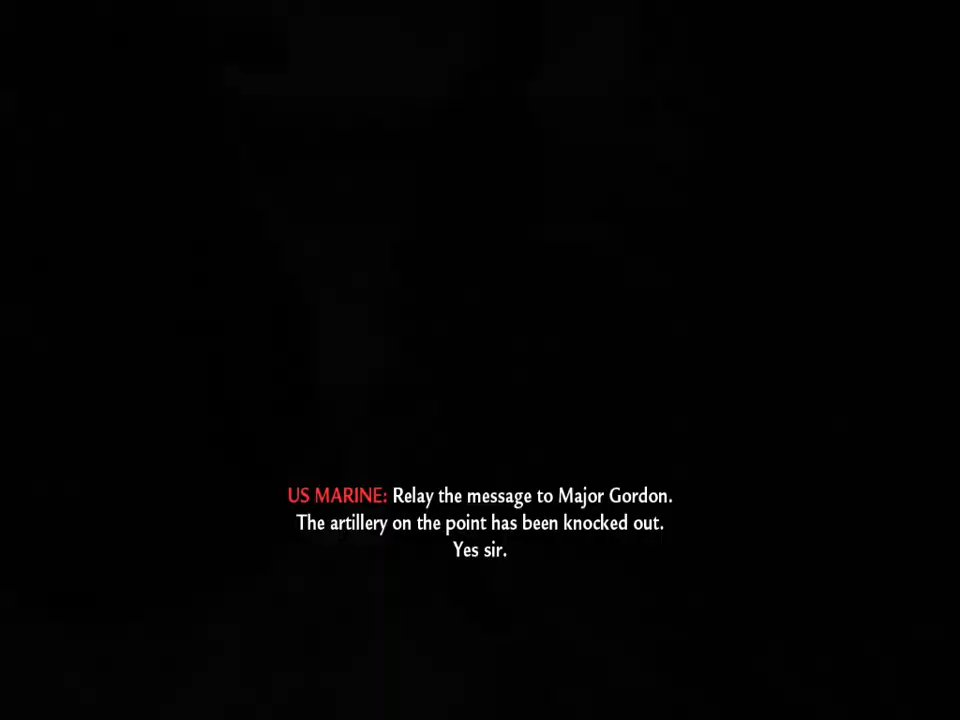 US MARINE: Relay the message to Major Gordon.
The artillery on the point has been knocked out.
Yes sir.